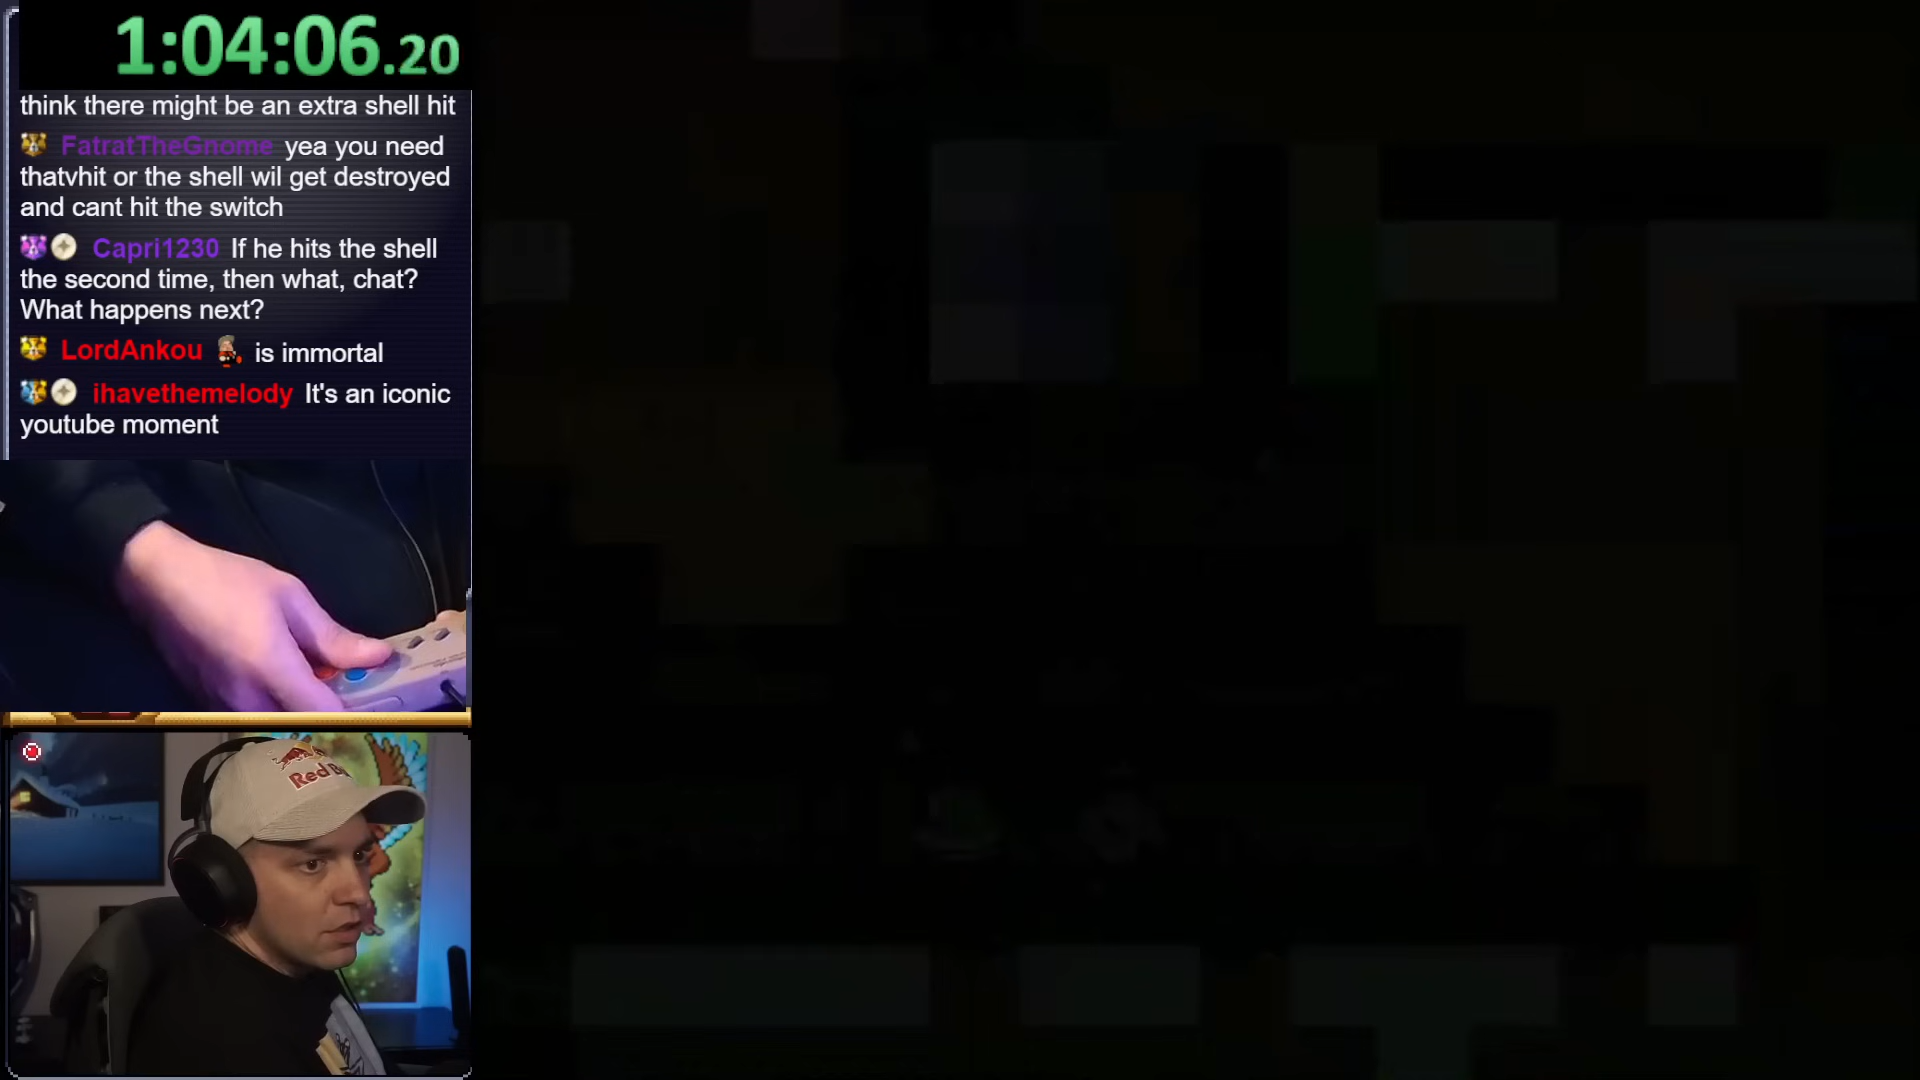 1:04:06.20
think there might be an extra shell hit
FatratTheGnome yea you need
thatvhit or the shell wil get destroyed
and cant hit the switch
Capri1230 If he hits the shell
the second time, then what, chat?
What happens next?
LordAnkou is immortal
ihavethemelody It's an iconic
youtube moment
Red B